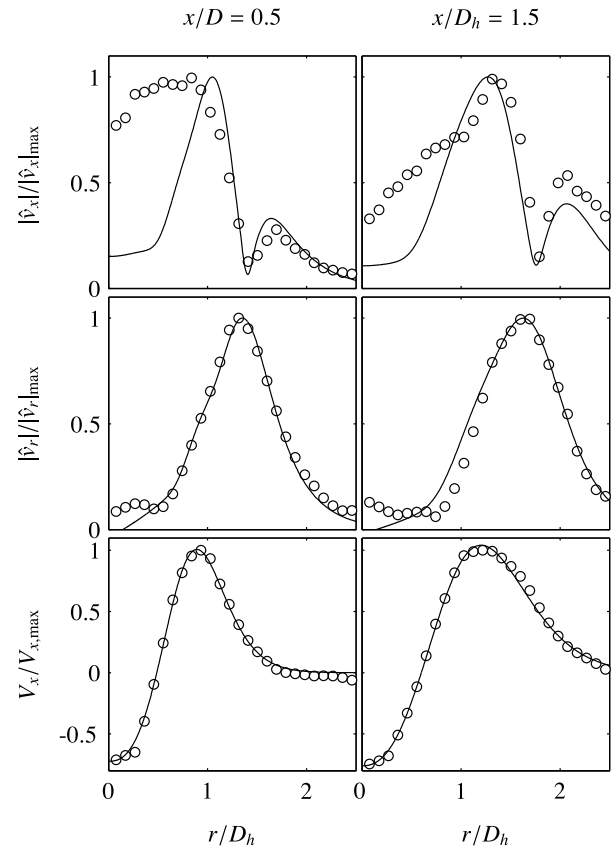 x/D = 0.5
x/D_h = 1.5
|v̂_x|/|v̂_x|_max
1
0.5
0
|v̂_r|/|v̂_r|_max
1
0.5
0
V_x/V_x,max
1
0.5
0
-0.5
0 1 2
0 1 2
r/D_h
r/D_h